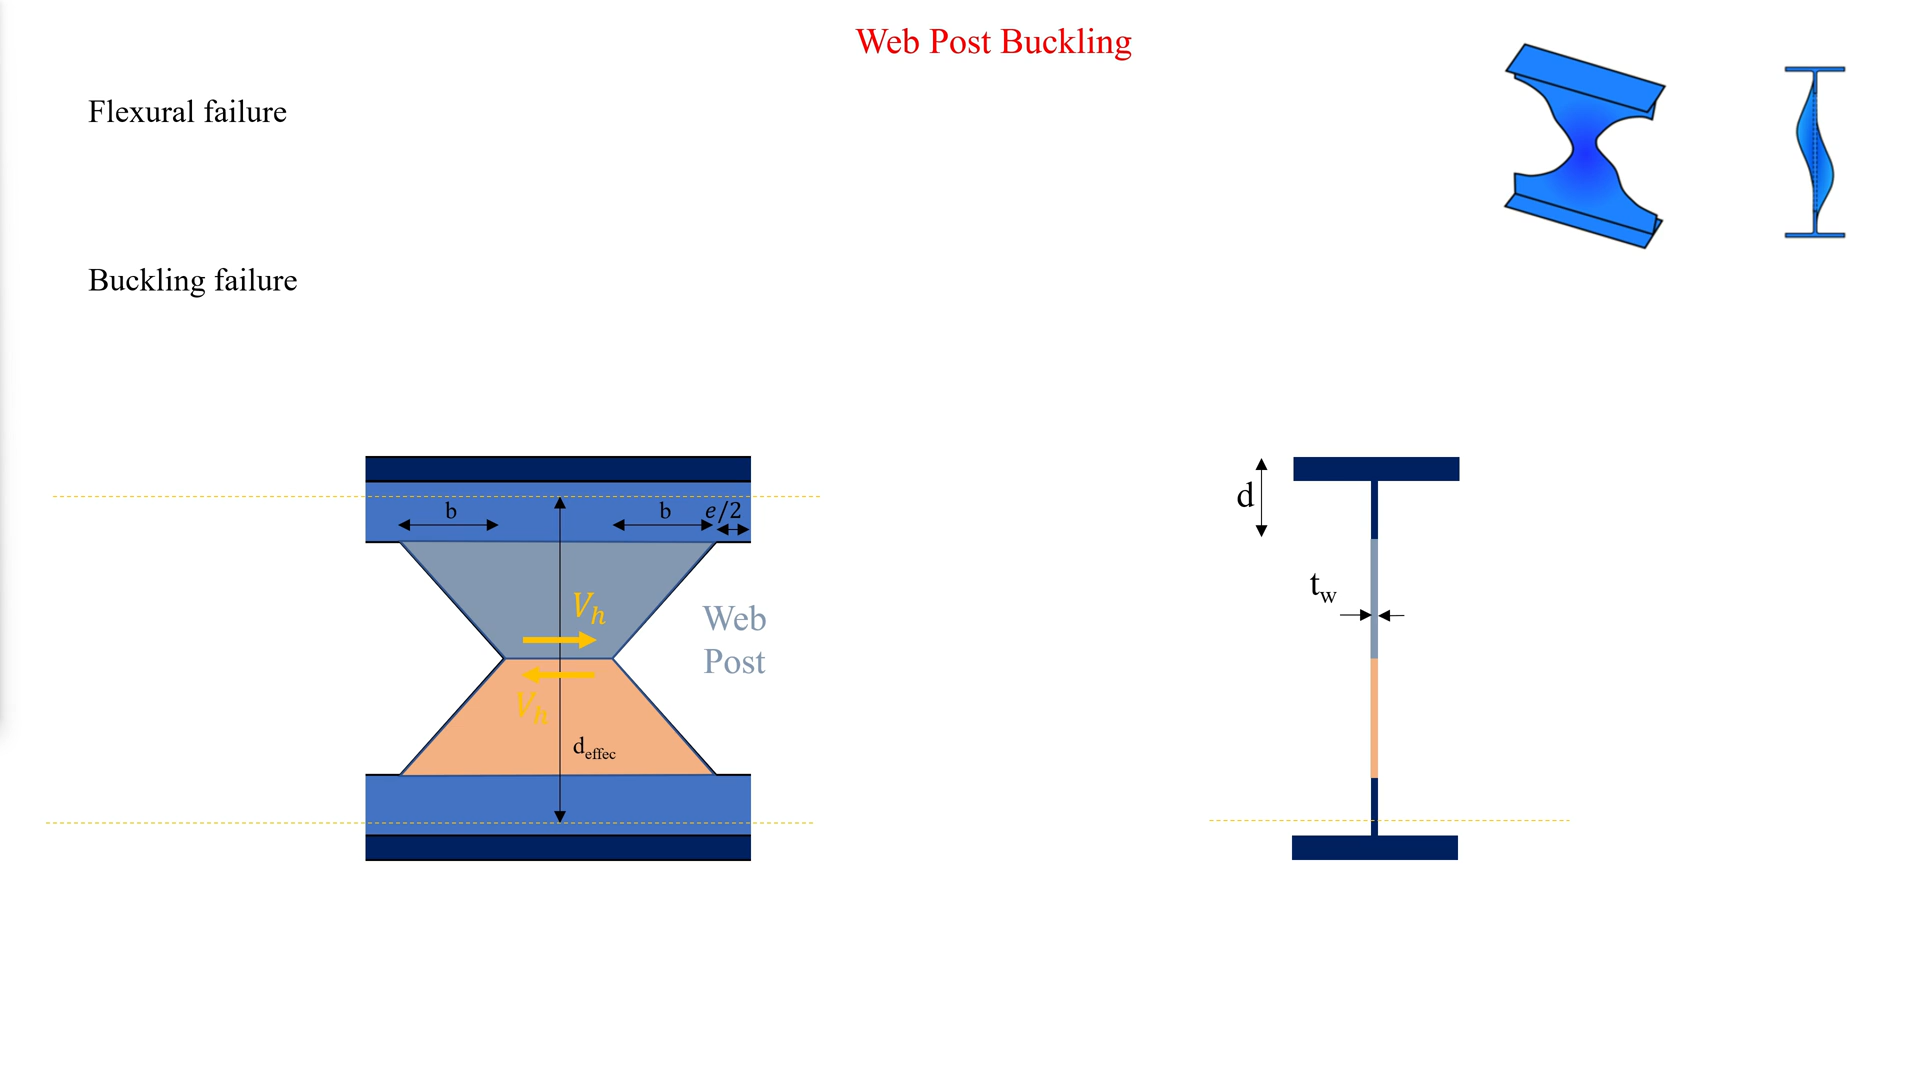 Web Post Buckling
Flexural failure
Buckling failure
b
b
e/2
V_h
Web
Post
V_h
d_effec
d
t_w